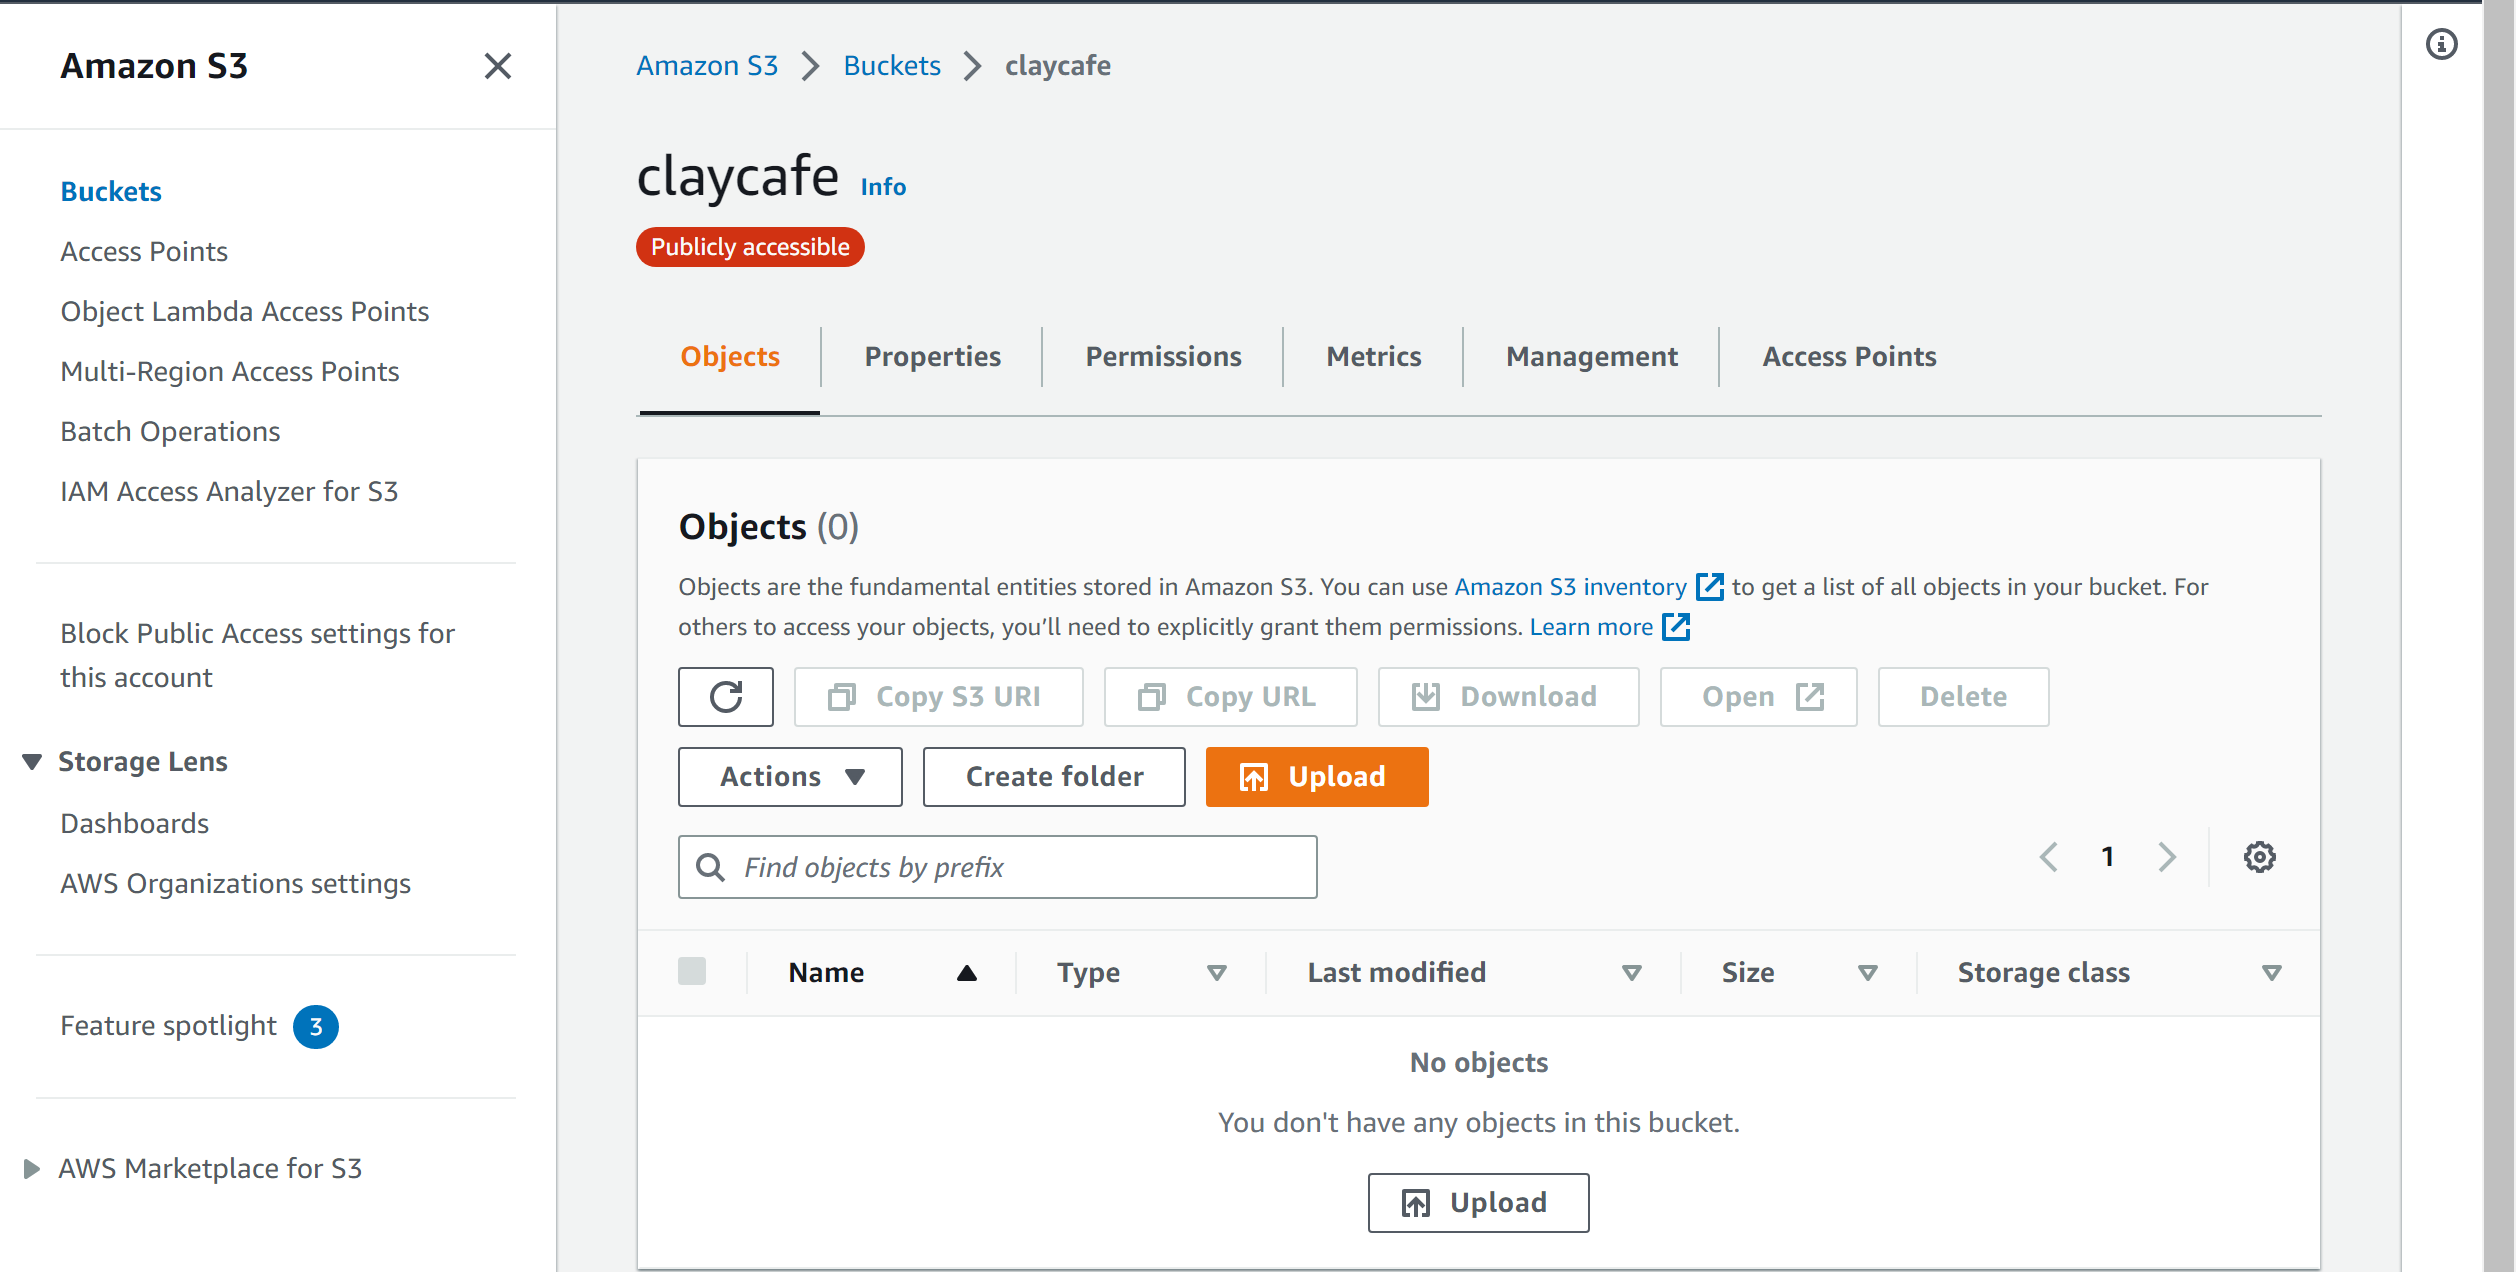 Amazon S3
Buckets
Access Points
Object Lambda Access Points
Multi-Region Access Points
Batch Operations
IAM Access Analyzer for S3
Block Public Access settings for
this account
Storage Lens
Dashboards
AWS Organizations settings
Feature spotlight 3
AWS Marketplace for S3
Amazon S3 Buckets claycafe
claycafe Info
Publicly accessible
Objects Properties Permissions Metrics Management Access Points
Objects (0)
Objects are the fundamental entities stored in Amazon S3. You can use Amazon S3 inventory to get a list of all objects in your bucket. For
others to access your objects, you’ll need to explicitly grant them permissions. Learn more
Copy S3 URI Copy URL Download Open Delete
Actions Create folder Upload
Find objects by prefix 1
Name Type Last modified Size Storage class
No objects
You don't have any objects in this bucket.
Upload